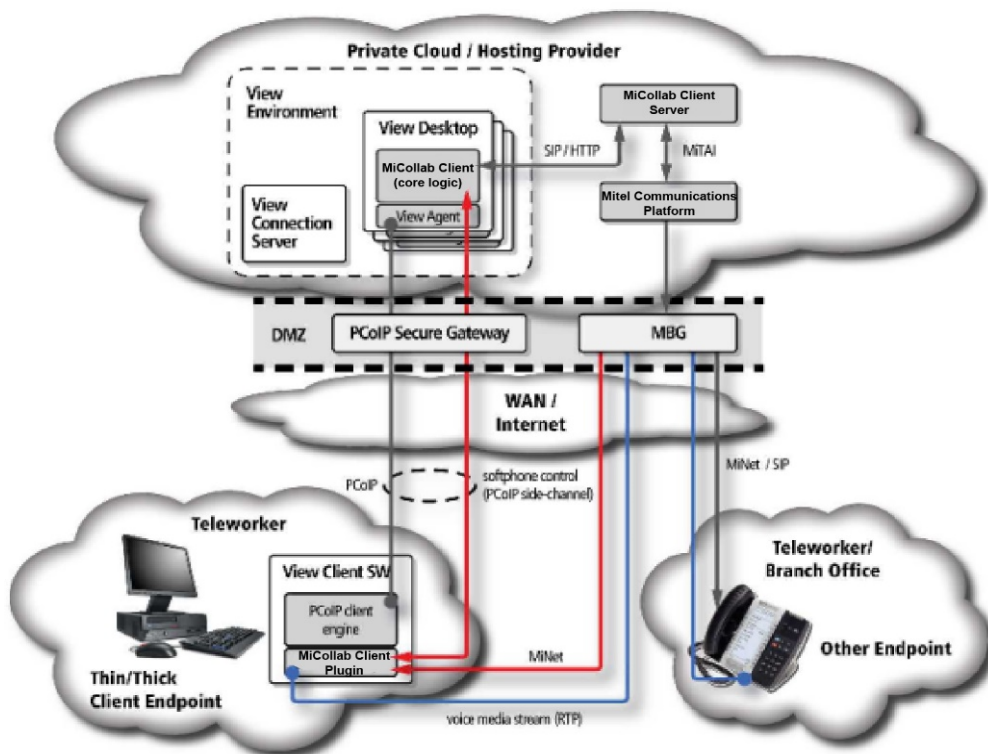 Private Cloud / Hosting Provider
View
Environment
View Desktop
MiCollab Client
(core logic)
View Agent
View
Connection
Server
SIP / HTTP
MiCollab Client
Server
MiTAI
Mitel Communications
Platform
DMZ
PCoIP Secure Gateway
MBG
WAN /
Internet
PCoIP
softphone control
(PCoIP side-channel)
MiNet / SIP
Teleworker
View Client SW
PCoIP client
engine
MiCollab Client
Plugin
Thin/Thick
Client Endpoint
MiNet
voice media stream (RTP)
Teleworker/
Branch Office
Other Endpoint